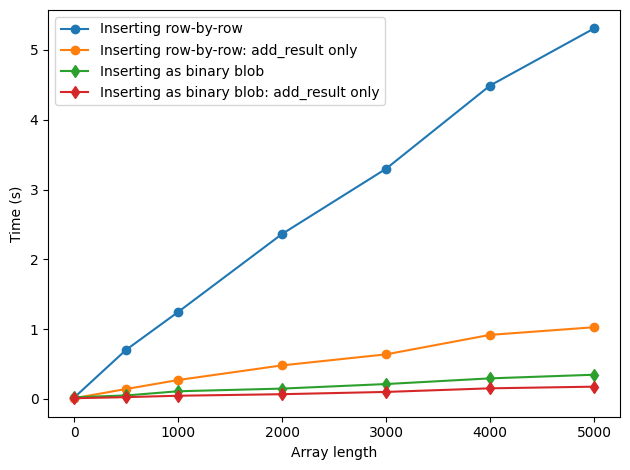 Inserting row-by-row
Inserting row-by-row: add_result only
Inserting as binary blob
Inserting as binary blob: add_result only
Time (s)
5
4
3
2
1
0
0 1000 2000 3000 4000 5000
Array length